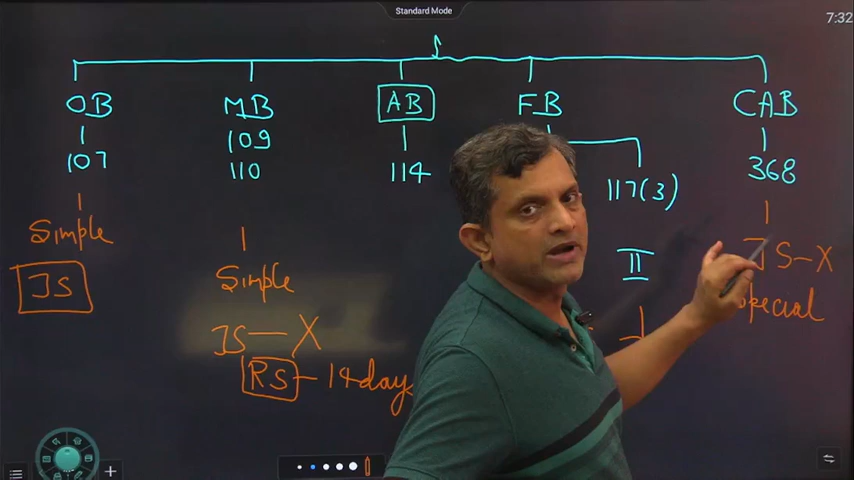 Standard Mode
7:32
OB MB AB FB CAB
107 109 114 117(3) 368
110
Simple Simple II JS-X
JS JS-X Special
RS-14 day